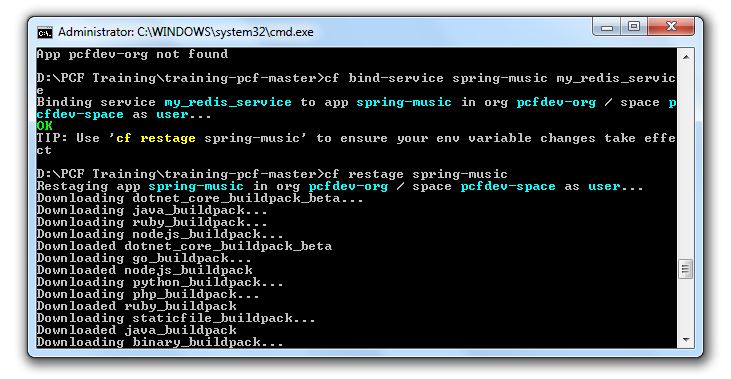 Administrator: C:\WINDOWS\system32\cmd.exe
App pcfdev-org not found
D:\PCF Training\training-pcf-master>cf bind-service spring-music my_redis_servic
e
Binding service my_redis_service to app spring-music in org pcfdev-org / space p
cfdev-space as user...
OK
TIP: Use 'cf restage spring-music' to ensure your env variable changes take effe
ct
D:\PCF Training\training-pcf-master>cf restage spring-music
Restaging app spring-music in org pcfdev-org / space pcfdev-space as user...
Downloading dotnet_core_buildpack_beta...
Downloading java_buildpack...
Downloading ruby_buildpack...
Downloading nodejs_buildpack...
Downloaded dotnet_core_buildpack_beta
Downloading go_buildpack...
Downloaded nodejs_buildpack
Downloading python_buildpack...
Downloading php_buildpack...
Downloaded ruby_buildpack
Downloading staticfile_buildpack...
Downloaded java_buildpack
Downloading binary_buildpack...